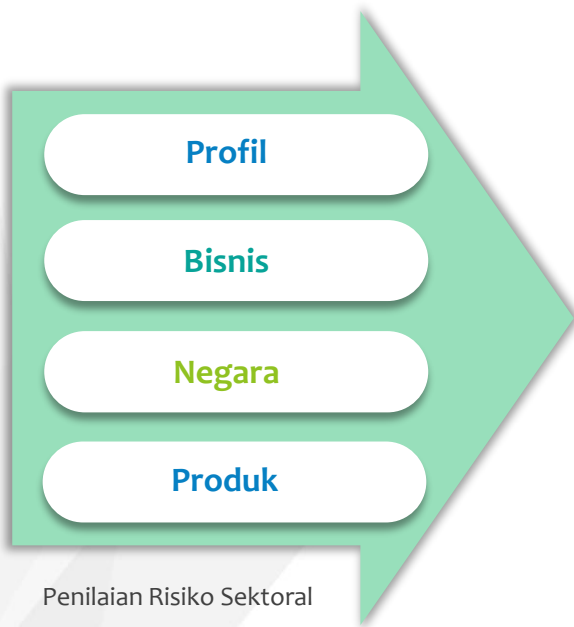 Profil
Bisnis
Negara
Produk
Penilaian Risiko Sektoral